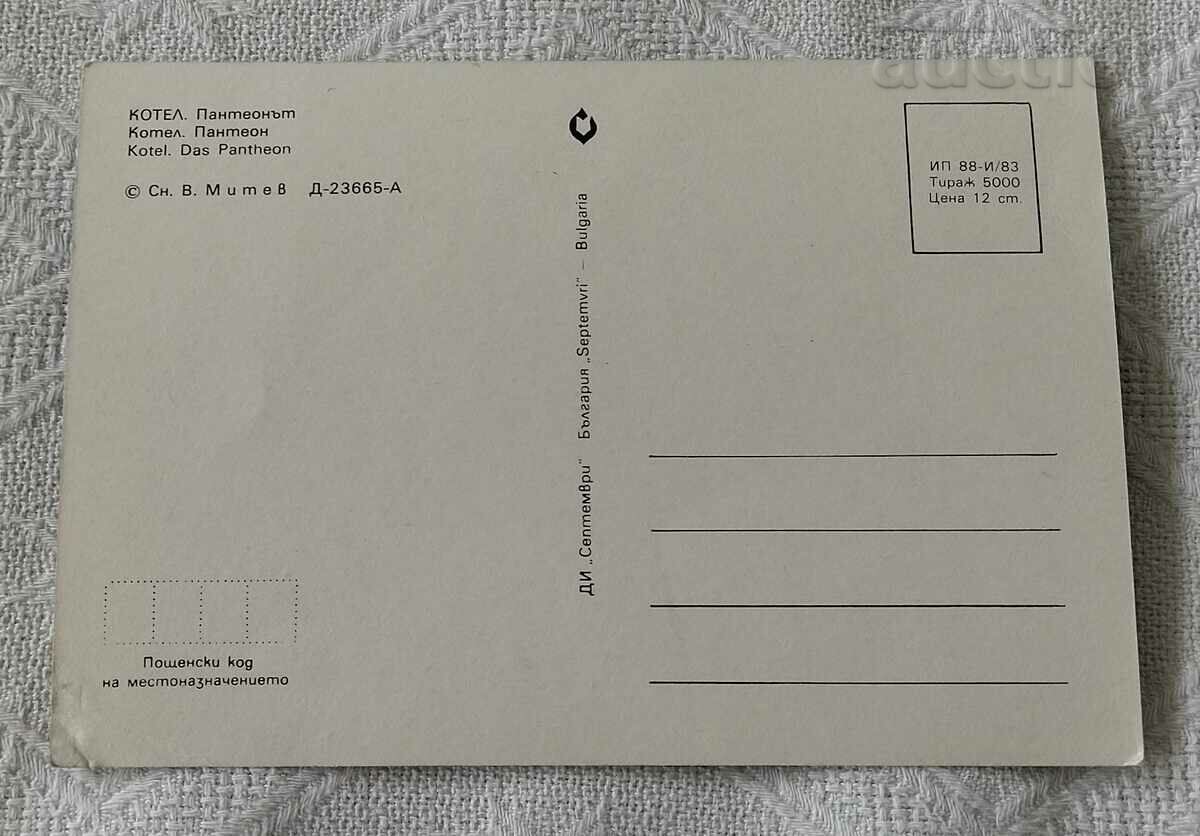 КОТЕЛ. Пантеонът
Котел. Пантеон
Kotel. Das Pantheon
© Сн. В. Митев Д-23665-А
ДИ „Септември" България „Septemvri" – Bulgaria
ИП 88-И/83
Тираж 5000
Цена 12 ст.
Пощенски код
на местоназначението